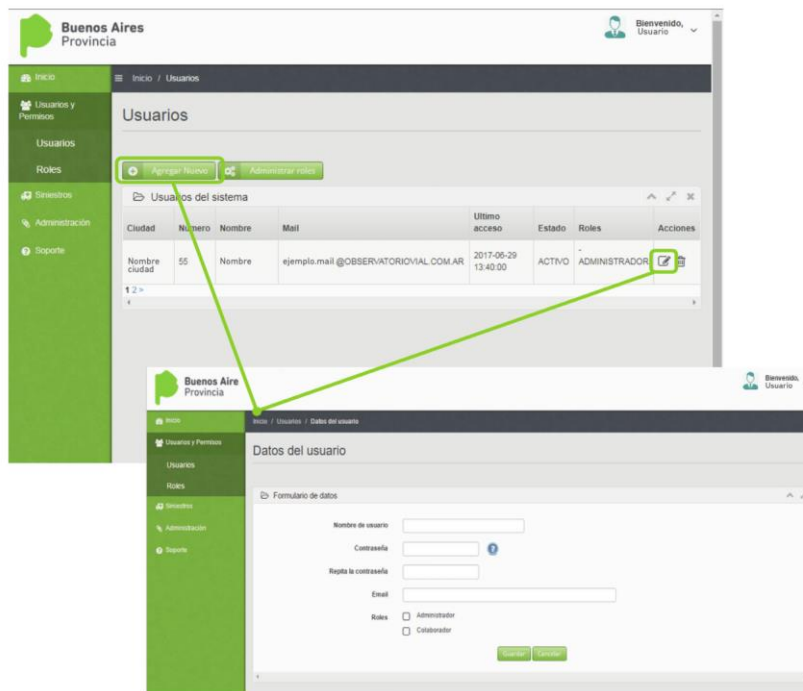 Buenos Aires
Provincia
Bienvenido,
Usuario
Inicio
Inicio / Usuarios
Usuarios y
Permisos
Usuarios
Roles
Siniestros
Administración
Soporte
Usuarios
Agregar Nuevo
Administrar roles
Usuarios del sistema
Ciudad Numero Nombre Mail Ultimo acceso Estado Roles Acciones
Nombre ciudad 55 Nombre ejemplo.mail @OBSERVATORIOVIAL.COM.AR 2017-06-29 13:40:00 ACTIVO - ADMINISTRADOR
1 2 »
Buenos Aire
Provincia
Bienvenido,
Usuario
Inicio
Inicio / Usuarios / Datos del usuario
Usuarios y Permisos
Usuarios
Roles
Siniestros
Administración
Soporte
Datos del usuario
Formulario de datos
Nombre de usuario
Contraseña
Repita la contraseña
Email
Roles Administrador
Colaborador
Guardar Cancelar